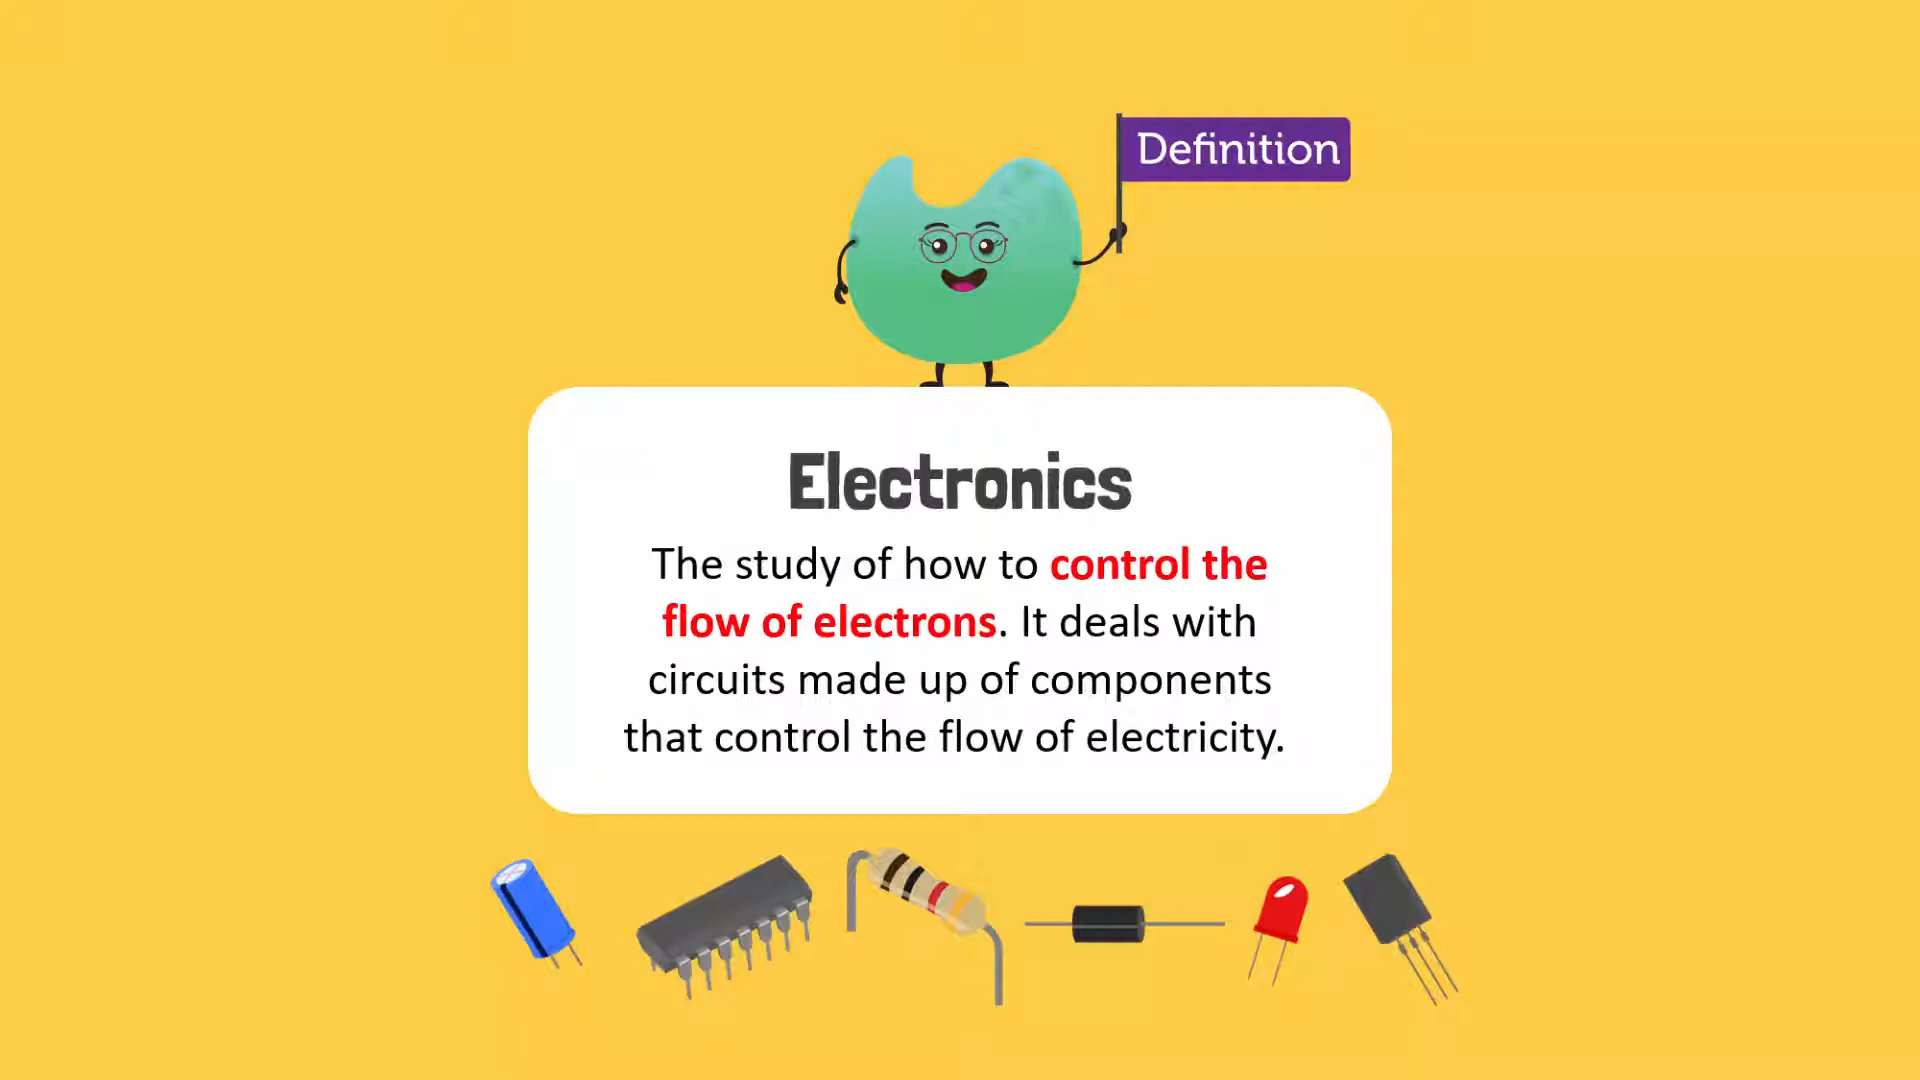 Definition
Electronics
The study of how to control the
flow of electrons. It deals with
circuits made up of components
that control the flow of electricity.